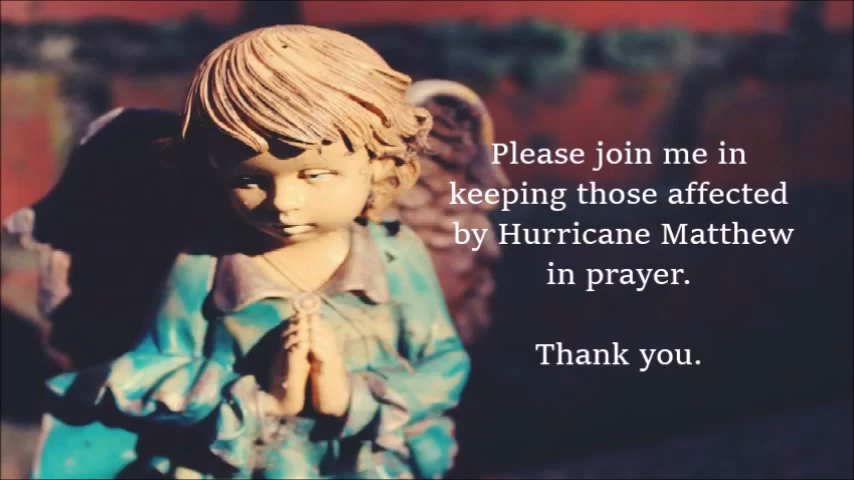 Please join me in
keeping those affected
by Hurricane Matthew
in prayer.
Thank you.